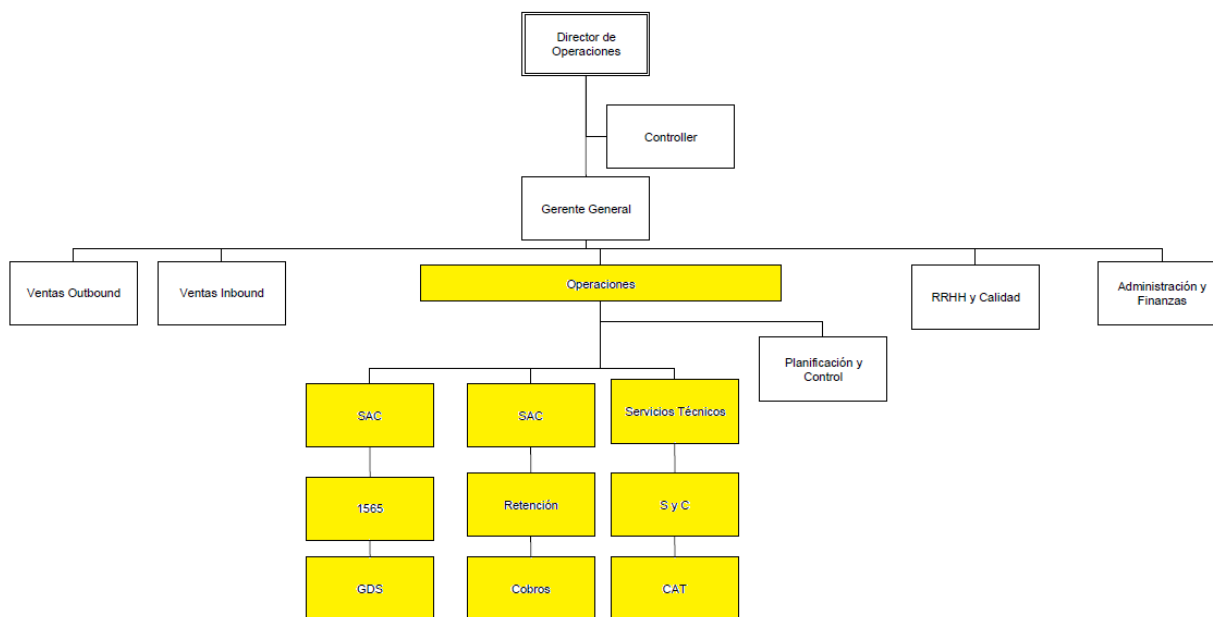 Director de
Operaciones
Controller
Gerente General
Ventas Outbound
Ventas Inbound
Operaciones
RRHH y Calidad
Administración y
Finanzas
Planificación y
Control
SAC
SAC
Servicios Técnicos
1565
Retención
S y C
GDS
Cobros
CAT